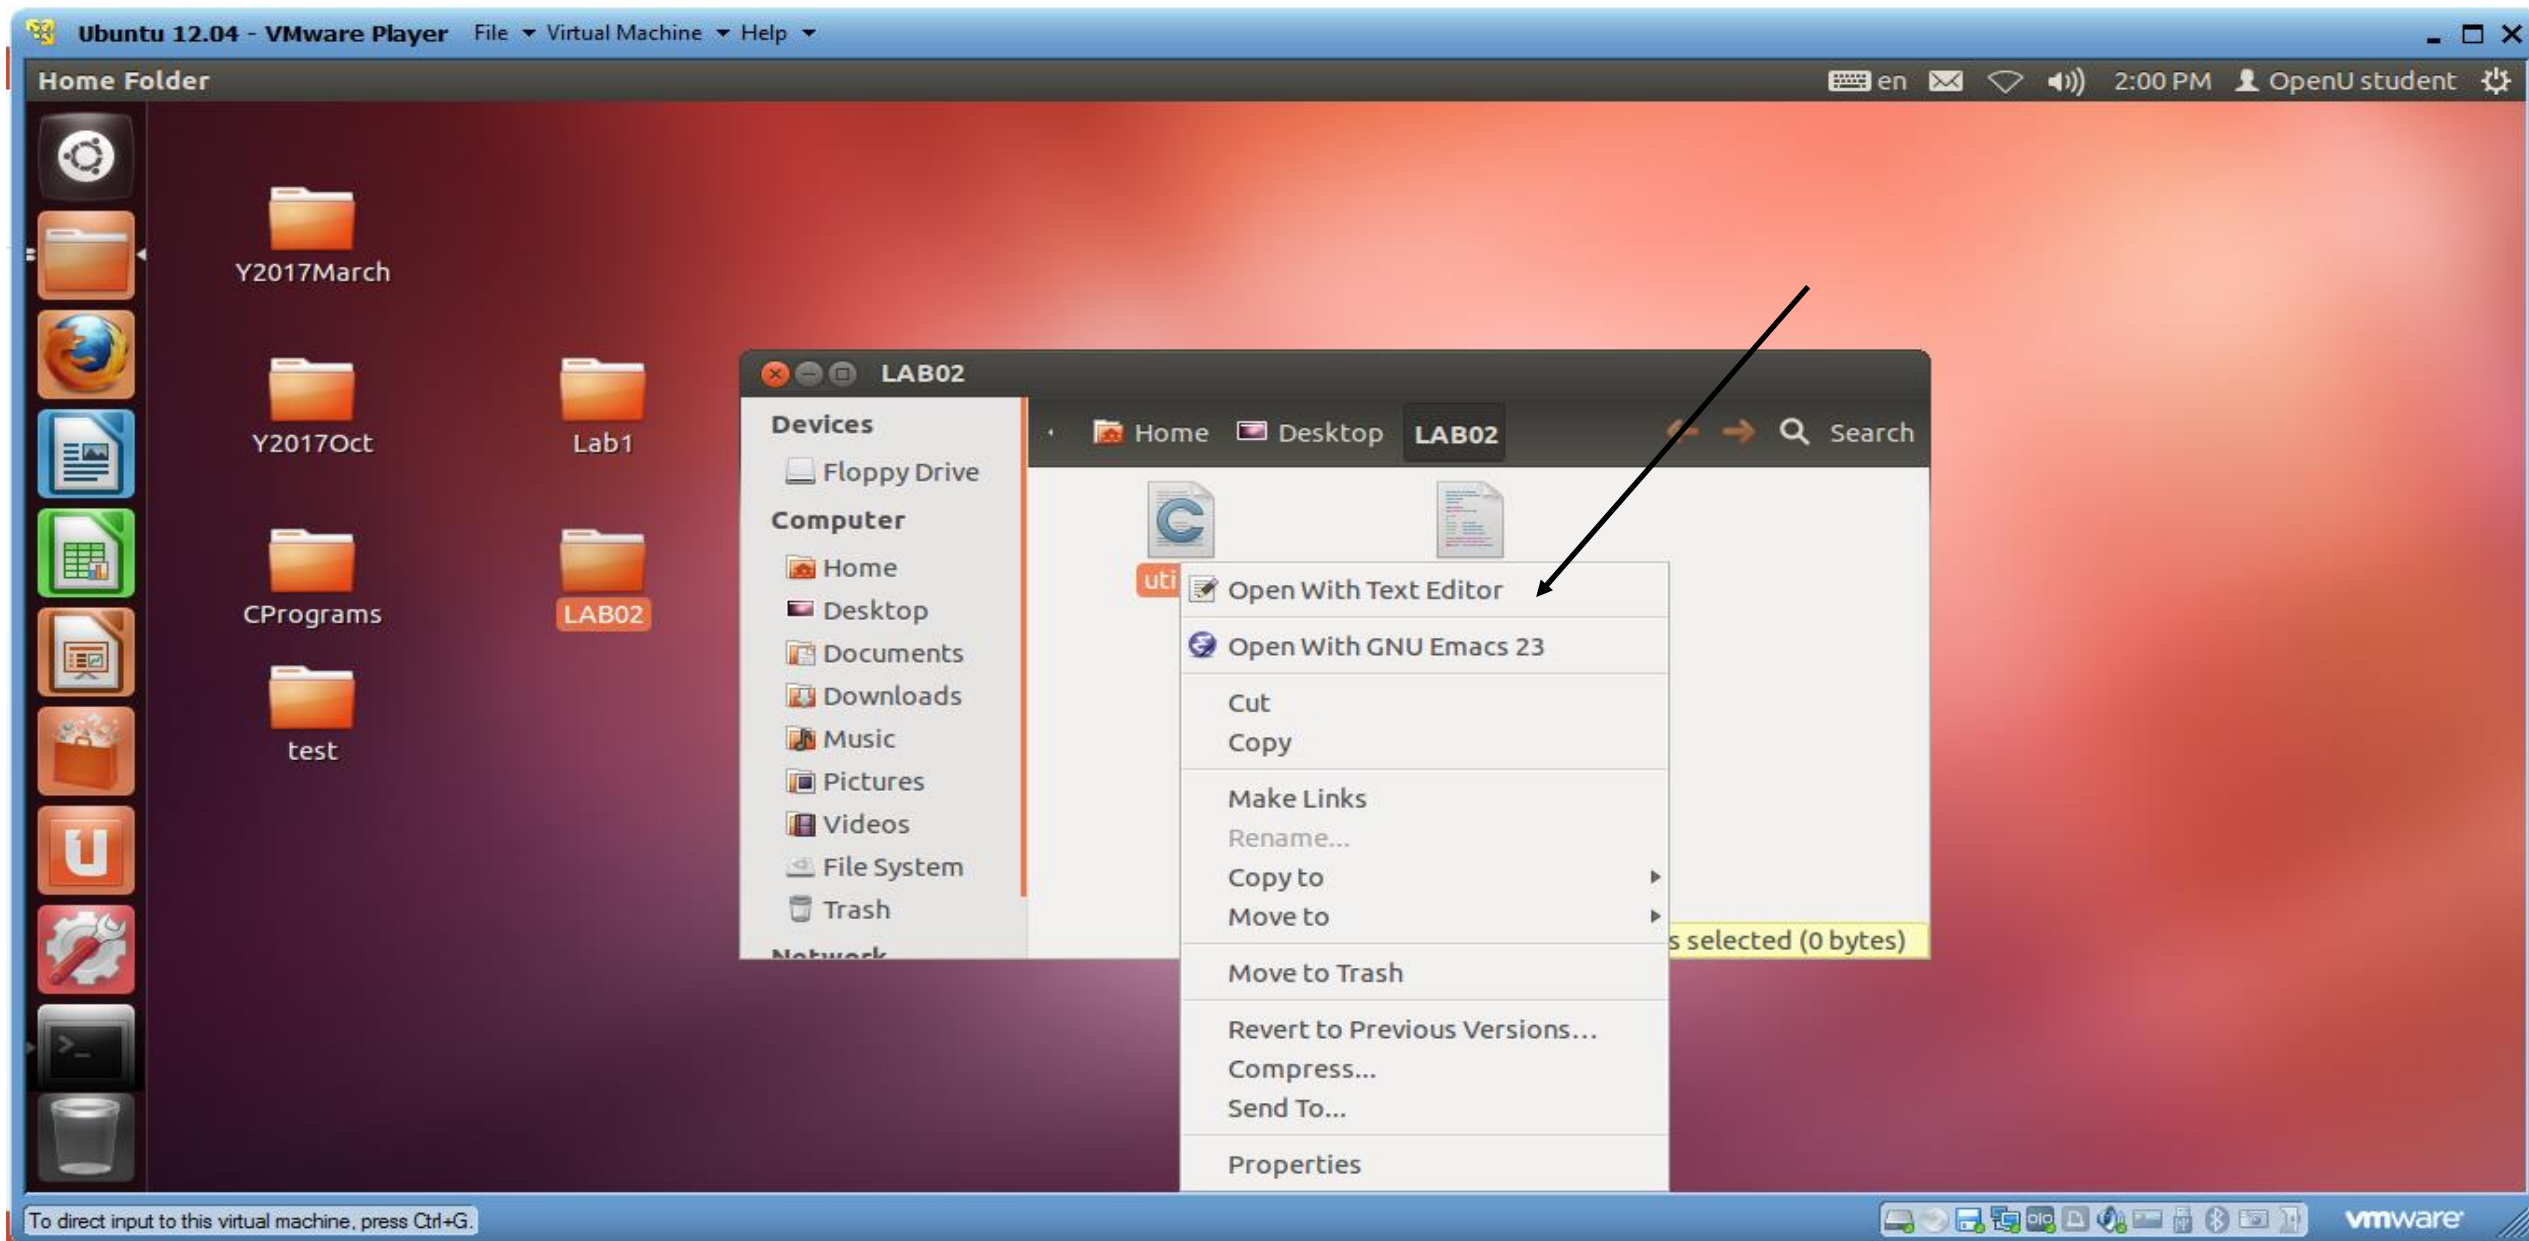 Ubuntu 12.04 - VMware Player File Virtual Machine Help
Home Folder en 2:00 PM OpenU student
Y2017March
Y2017Oct
Lab1
CPrograms
LAB02
test
LAB02
Devices
Floppy Drive
Computer
Home
Desktop
Documents
Downloads
Music
Pictures
Videos
File System
Trash
Network
Home Desktop LAB02 Search
uti
Open With Text Editor
Open With GNU Emacs 23
Cut
Copy
Make Links
Rename...
Copy to
Move to
Move to Trash
Revert to Previous Versions...
Compress...
Send To...
Properties
s selected (0 bytes)
To direct input to this virtual machine, press Ctrl+G.
vmware